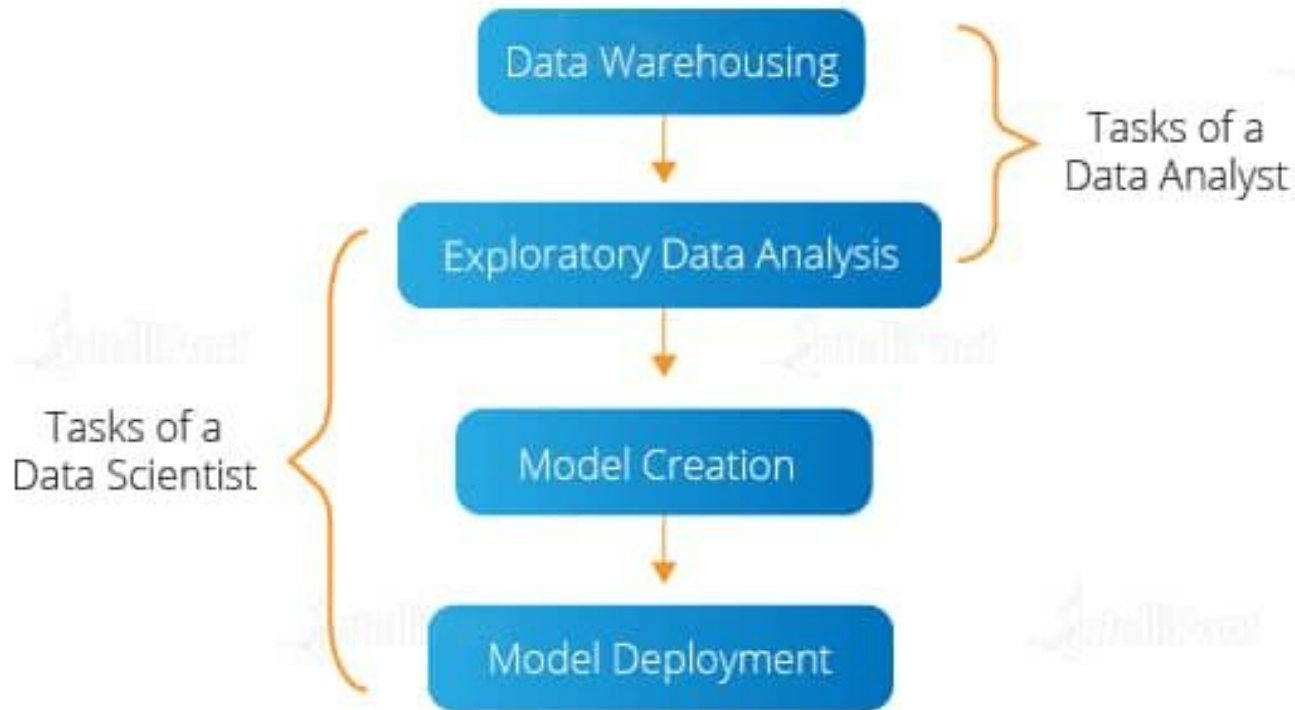 Data Warehousing
Tasks of a
Data Analyst
Exploratory Data Analysis
Tasks of a
Data Scientist
Model Creation
Model Deployment